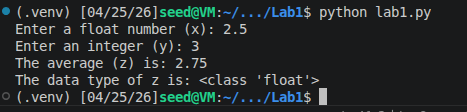 (.venv) [04/25/26]seed@VM:~/.../Lab1$ python lab1.py
Enter a float number (x): 2.5
Enter an integer (y): 3
The average (z) is: 2.75
The data type of z is: <class 'float'>
(.venv) [04/25/26]seed@VM:~/.../Lab1$